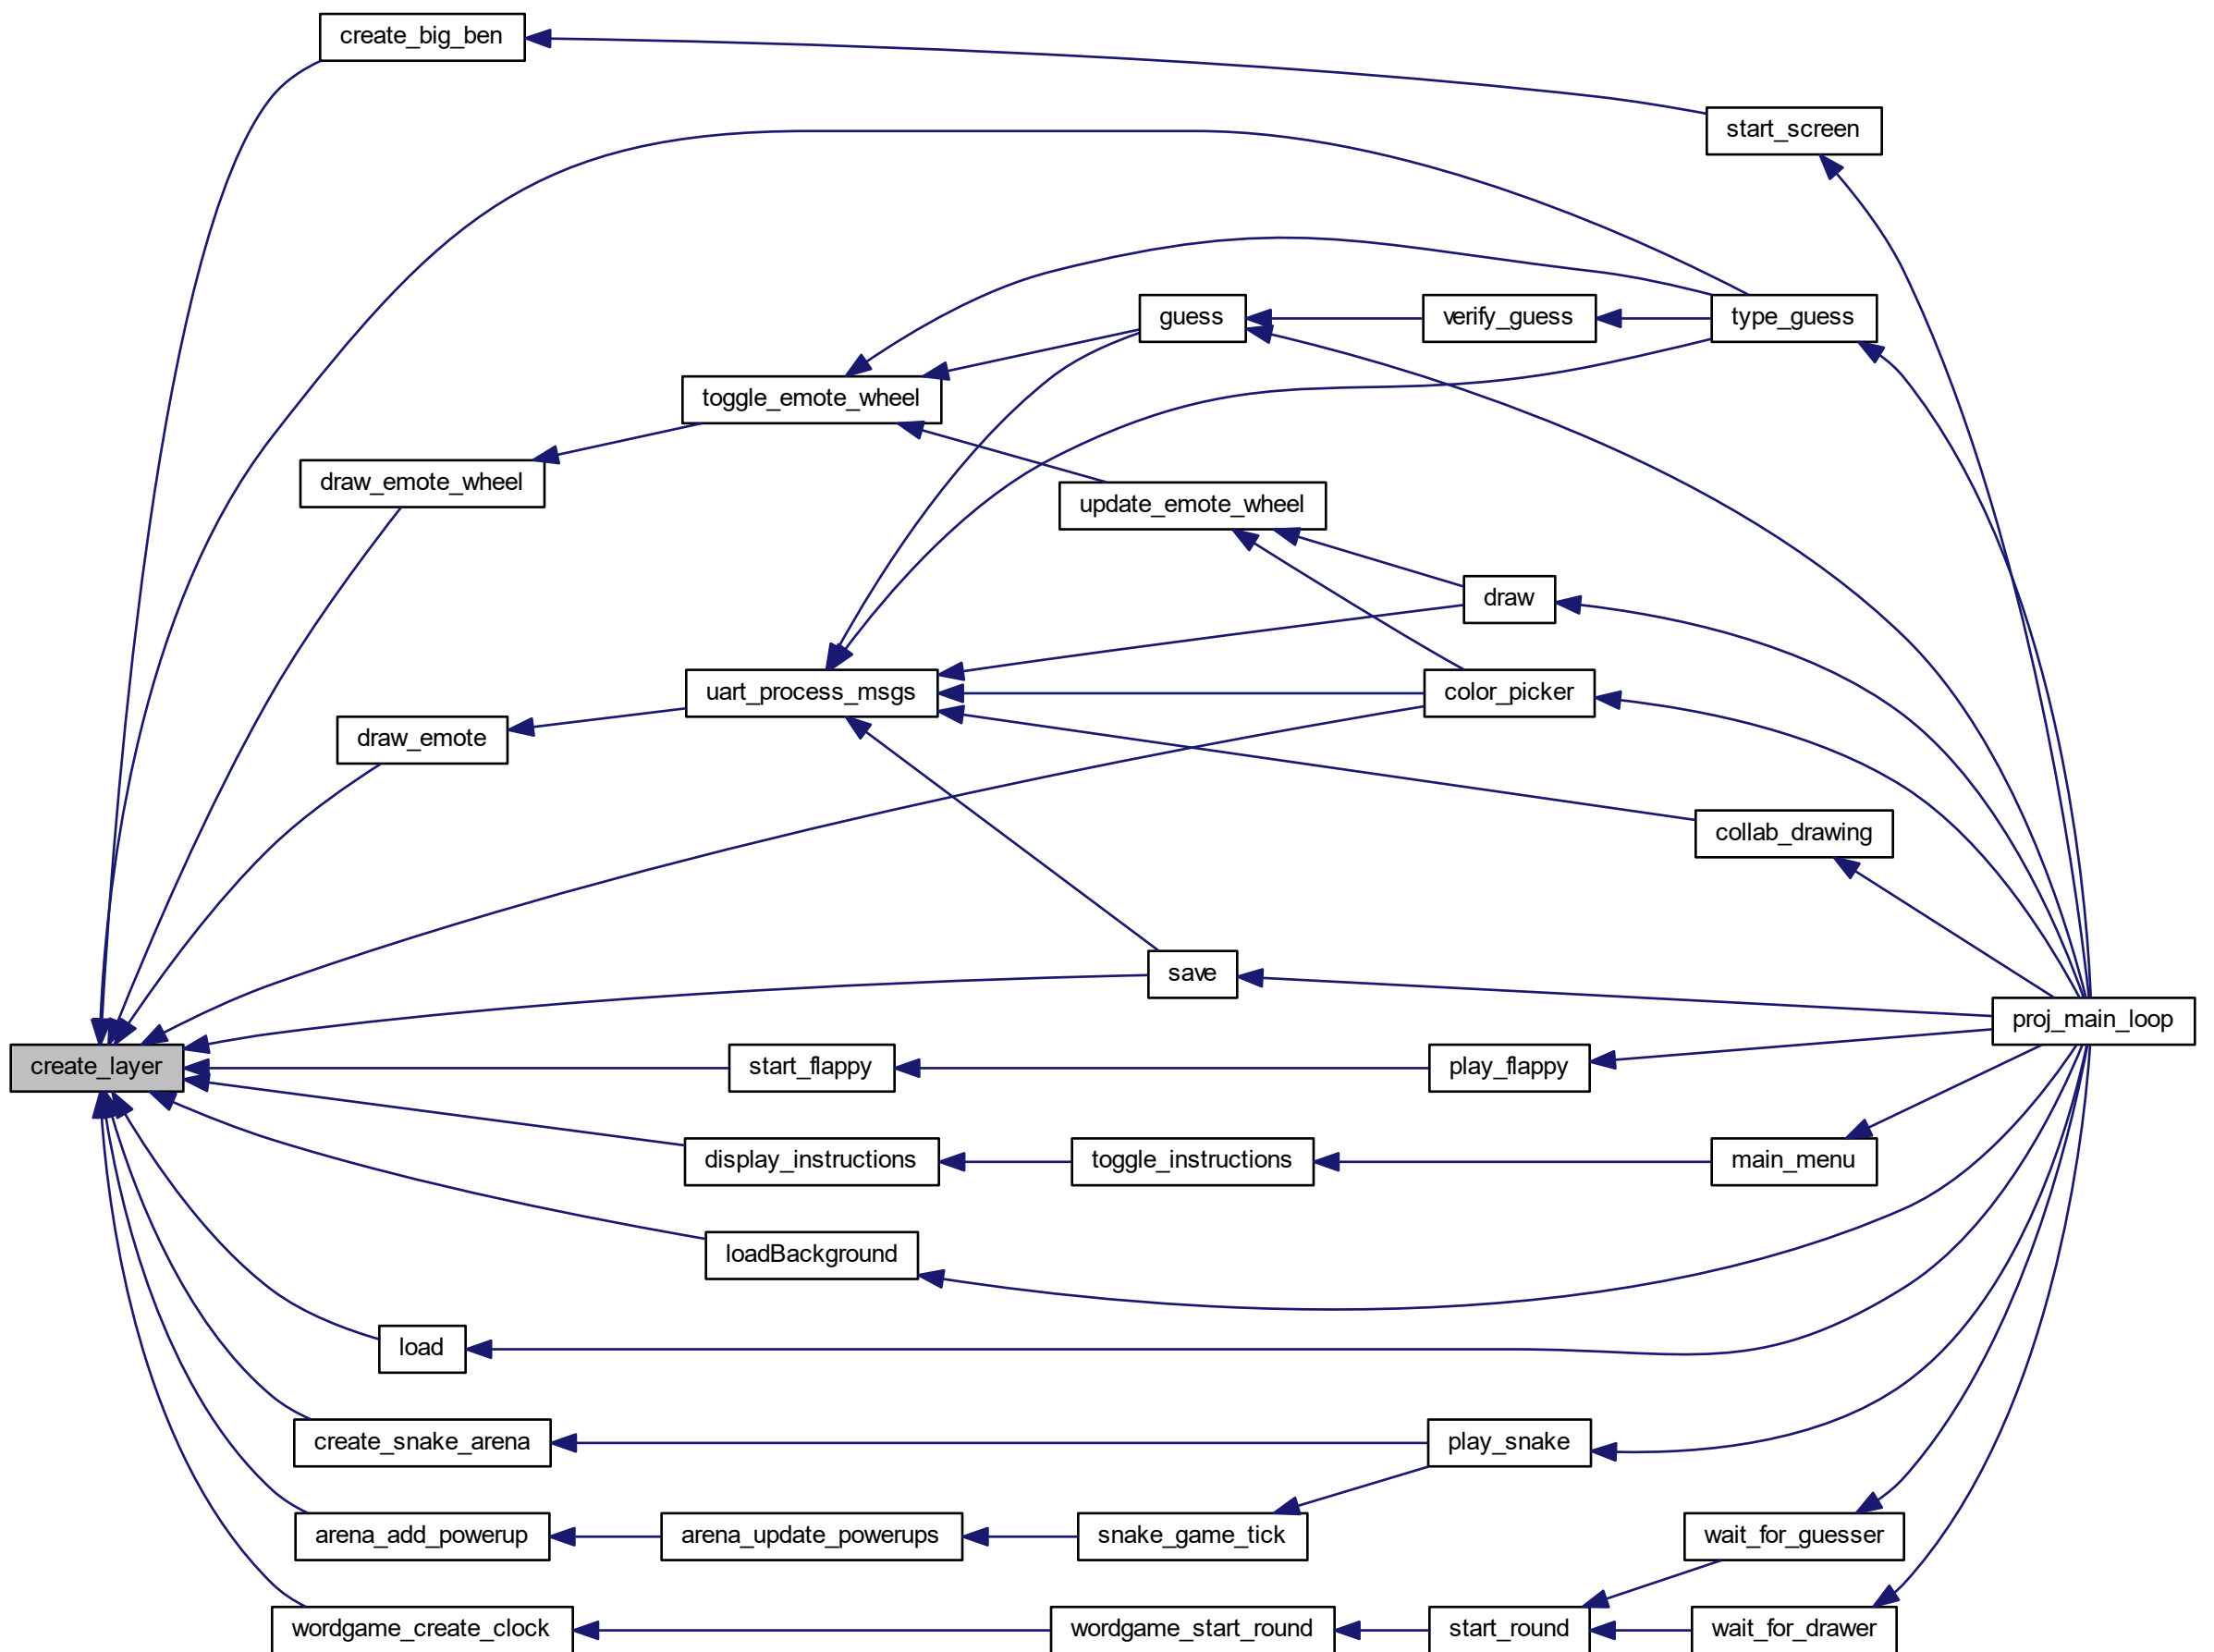 create_big_ben
start_screen
guess
verify_guess
type_guess
toggle_emote_wheel
draw_emote_wheel
update_emote_wheel
draw
uart_process_msgs
color_picker
draw_emote
collab_drawing
save
proj_main_loop
create_layer
start_flappy
play_flappy
display_instructions
toggle_instructions
main_menu
loadBackground
load
create_snake_arena
play_snake
arena_add_powerup
arena_update_powerups
snake_game_tick
wait_for_guesser
wordgame_create_clock
wordgame_start_round
start_round
wait_for_drawer